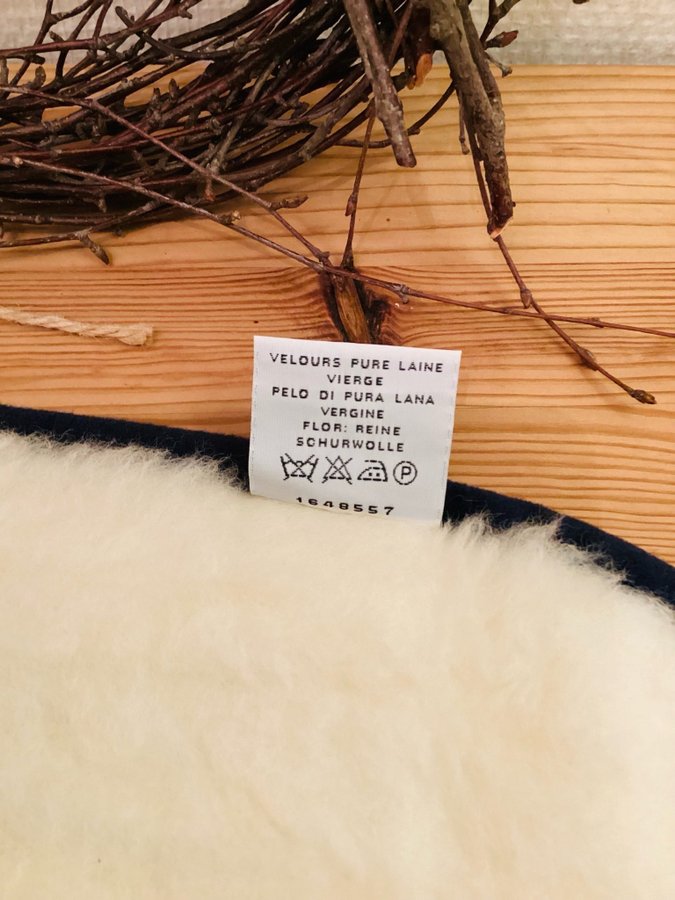 VELOURS PURE LAINE
VIERGE
PELO DI PURA LANA
VERGINE
FLOR: REINE
SCHURWOLLE
P
1648557